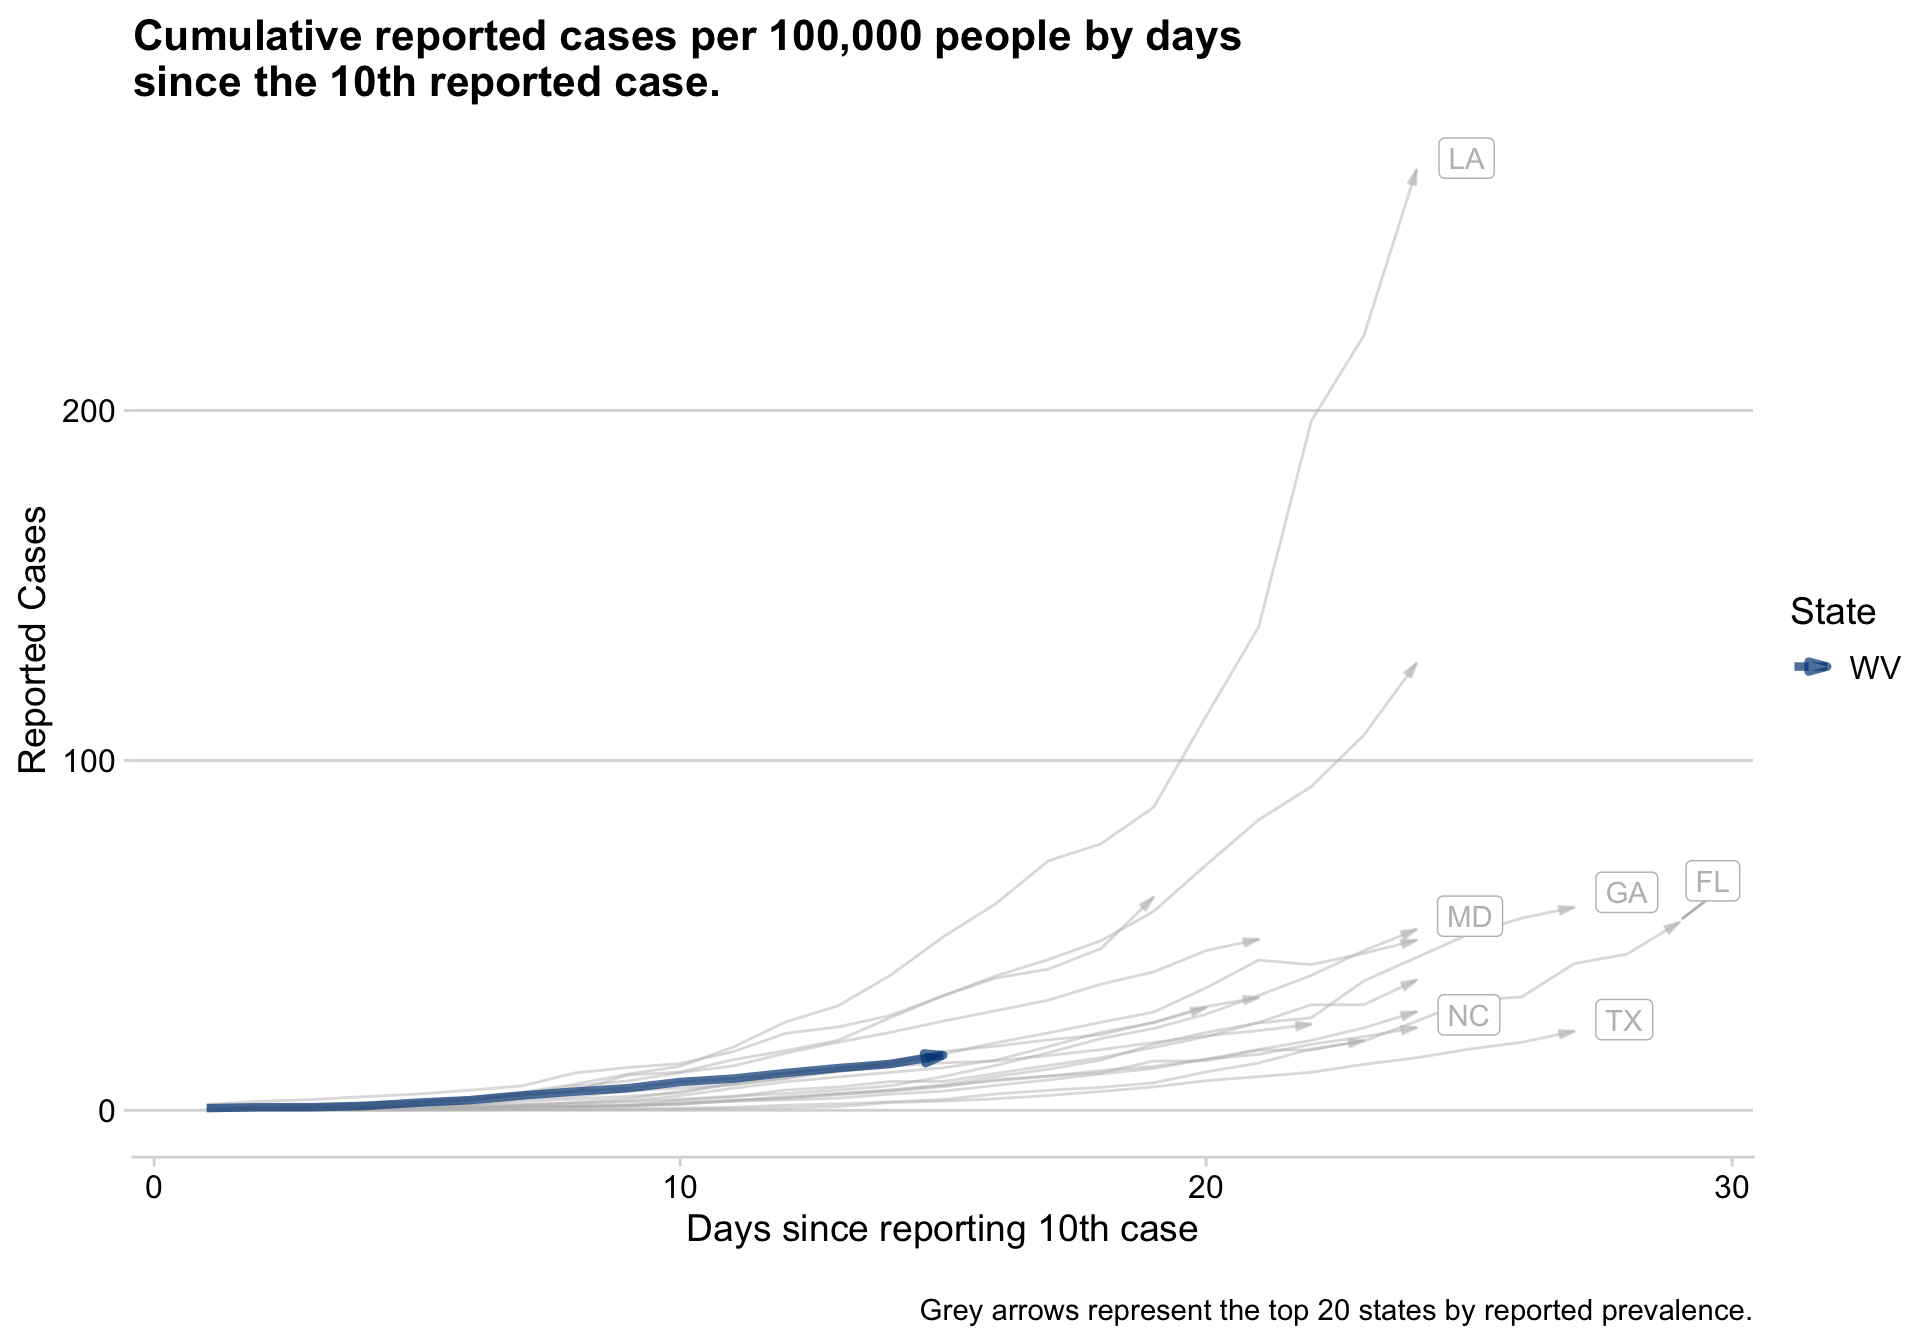 Cumulative reported cases per 100,000 people by days
since the 10th reported case.
LA
200
Reported Cases
State
WV
100
FL
GA
MD
NC
TX
0
0 10 20 30
Days since reporting 10th case
Grey arrows represent the top 20 states by reported prevalence.